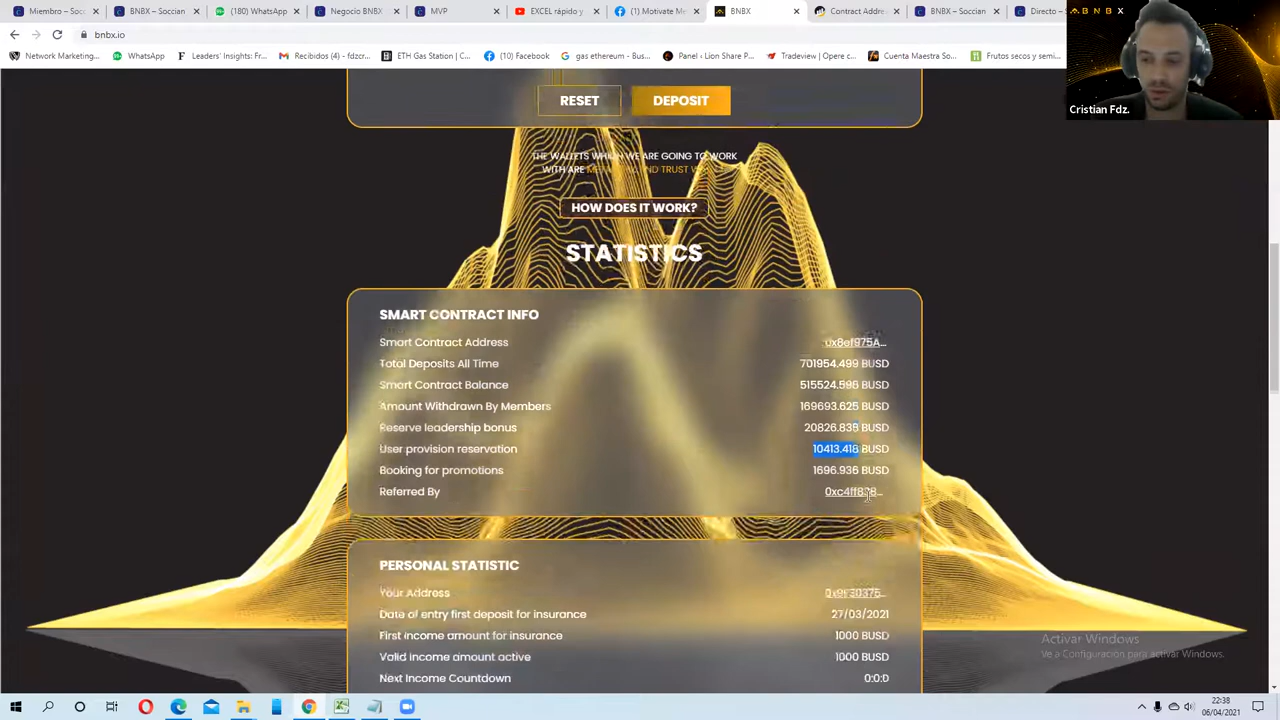 Miembro – Soc
BNBX – Soccian
(201) WhatsApp
Negocio BNBX
MVP
EXCEL rápido y
(1) Motivate Me
BNBX
Contract Addre
BNBX – Soccian
Directo –
bnbx.io
Network Marketing...
WhatsApp
Leaders' Insights: Fr...
Recibidos (4) - fdzcr...
ETH Gas Station | C...
(10) Facebook
gas ethereum - Bus...
Panel ‹ Lion Share P...
Tradeview | Opere c...
Cuenta Maestra So...
Frutos secos y semi...
B N B X
Cristian Fdz.
RESET
DEPOSIT
THE WALLETS WHICH WE ARE GOING TO WORK
WITH ARE
HOW DOES IT WORK?
STATISTICS
SMART CONTRACT INFO
Smart Contract Address 0x8ef975A...
Total Deposits All Time 701954.499 BUSD
Smart Contract Balance 515524.598 BUSD
Amount Withdrawn By Members 169693.625 BUSD
Reserve leadership bonus 20826.835 BUSD
User provision reservation 10413.418 BUSD
Booking for promotions 1696.936 BUSD
Referred By
PERSONAL STATISTIC
Your Address
Date of entry first deposit for insurance 27/03/2021
First income amount for insurance 1000 BUSD
Valid income amount active 1000 BUSD
Next Income Countdown 0:0:0
Activar Windows
Ve a Configuración para activar Windows.
22:38
06/04/2021